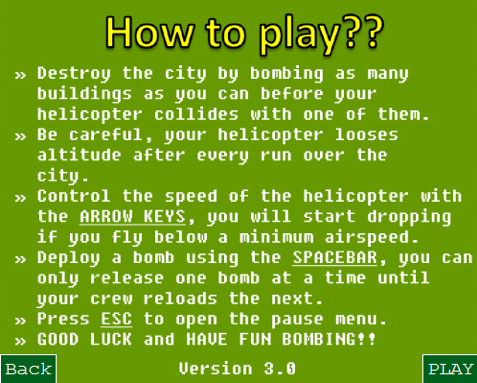 How to play??
» Destroy the city by bombing as many
buildings as you can before your
helicopter collides with one of them.
» Be careful, your helicopter looses
altitude after every run over the
city.
» Control the speed of the helicopter with
the ARROW KEYS, you will start dropping
if you fly below a minimum airspeed.
» Deploy a bomb using the SPACEBAR, you can
only release one bomb at a time until
your crew reloads the next.
» Press ESC to open the pause menu.
» GOOD LUCK and HAVE FUN BOMBING!!
Back
Version 3.0
PLAY